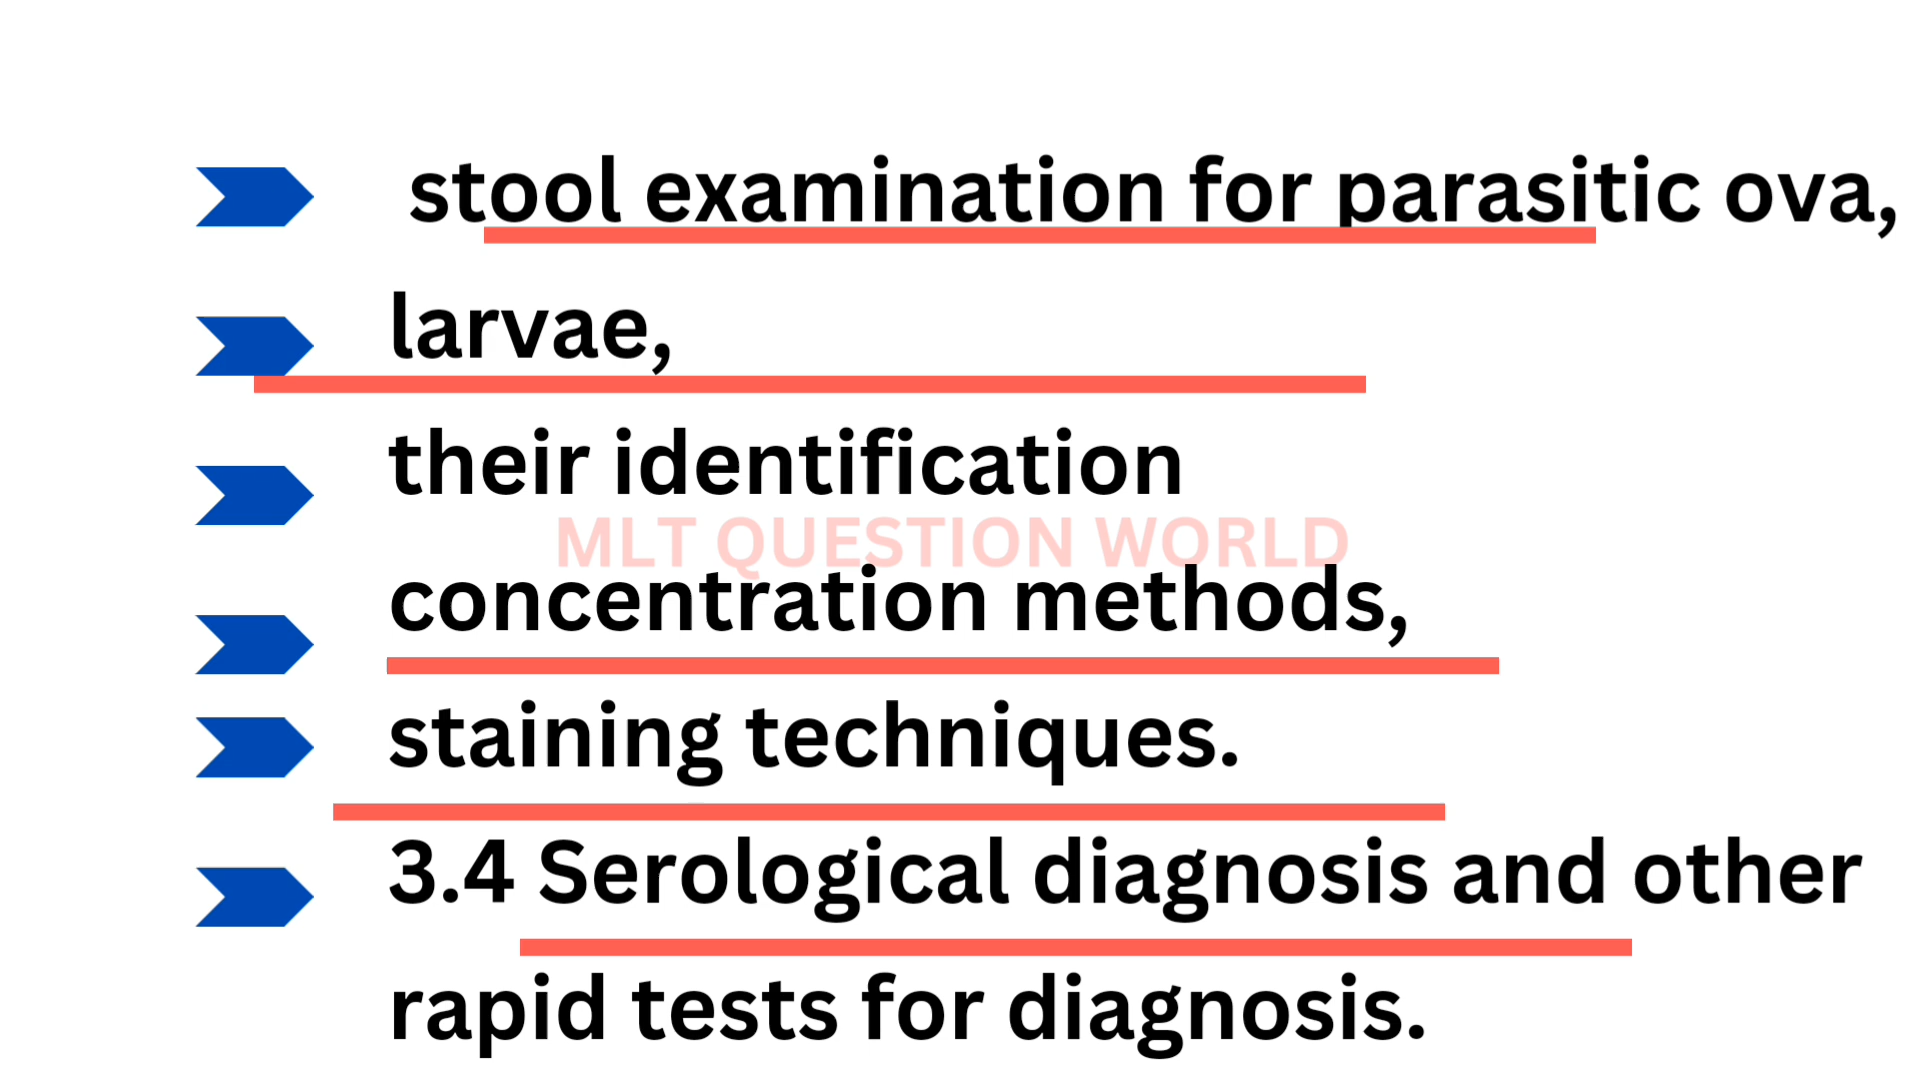 stool examination for parasitic ova,
larvae,
their identification
MLT QUESTION WORLD
concentration methods,
staining techniques.
3.4 Serological diagnosis and other
rapid tests for diagnosis.